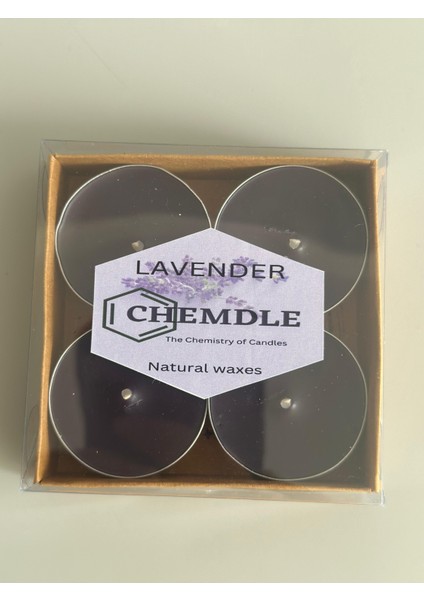 LAVENDER
CHEMDLE
The Chemistry of Candles
Natural waxes